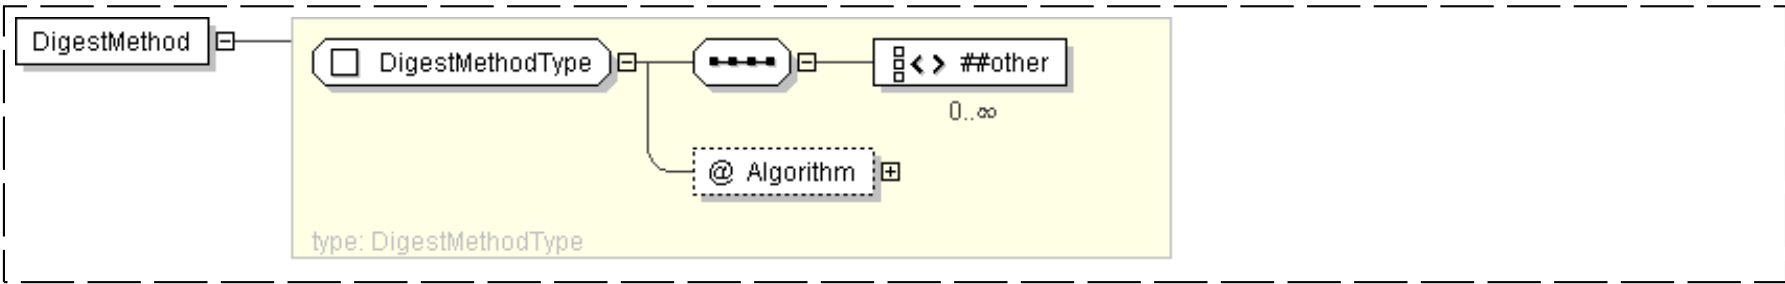 DigestMethod
DigestMethodType
##other
0..∞
@ Algorithm
type: DigestMethodType